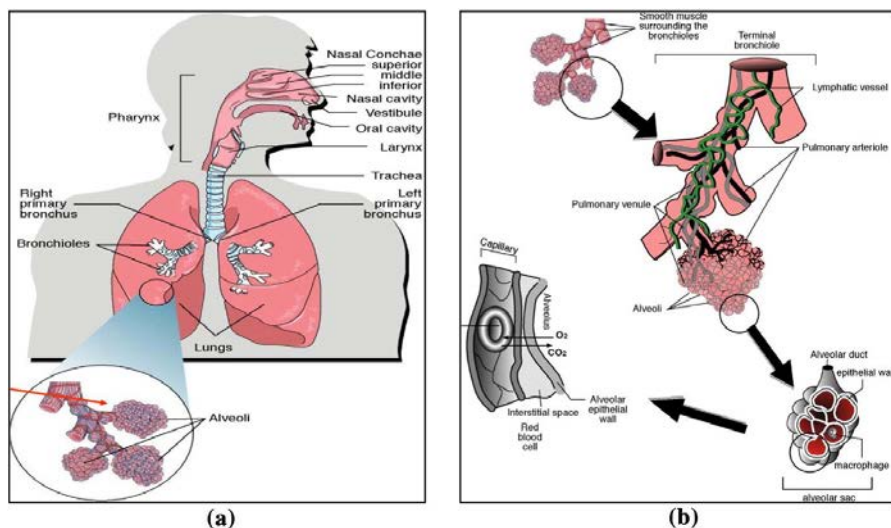 Nasal Conchae
superior
middle
inferior
Nasal cavity
Vestibule
Oral cavity
Larynx
Trachea
Pharynx
Right
primary
bronchus
Left
primary
bronchus
Bronchioles
Lungs
Alveoli
(a)
Smooth muscle
surrounding the
bronchioles
Terminal
bronchiole
Lymphatic vessel
Pulmonary arteriole
Pulmonary venule
Alveoli
Capillary
Alveolus
O2
CO2
Interstitial space
Alveolar
epithelial
wall
Red
blood
cell
Alveolar duct
epithelial wa
macrophage
alveolar sac
(b)